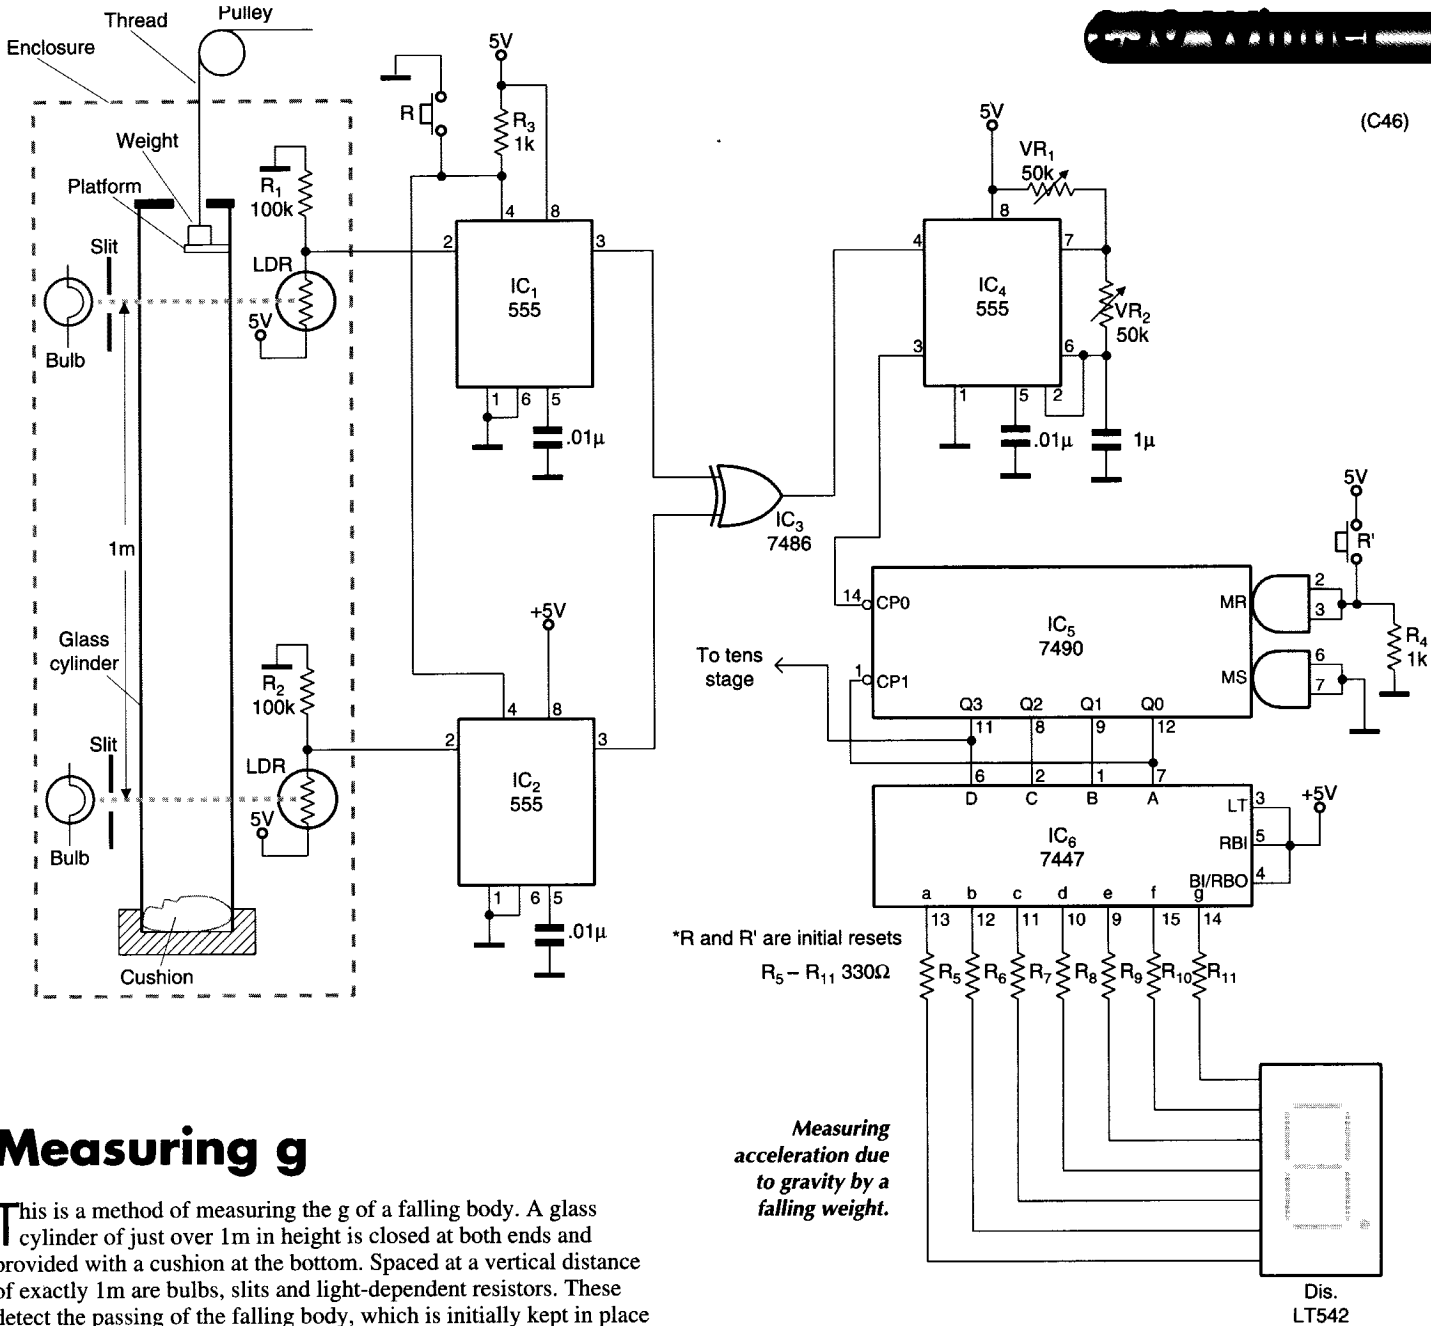 Pulley
Thread
Enclosure
Weight
Platform
Slit
R1
100k
LDR
5V
Bulb
1m
Glass
cylinder
R2
100k
Slit
LDR
5V
Bulb
Cushion
5V
R
R3
1k
4
8
2
3
IC1
555
1
6
5
.01µ
+5V
4
8
2
3
IC2
555
1
6
5
.01µ
IC3
7486
(C46)
5V
VR1
50k
8
4
7
IC4
555
VR2
50k
3
6
1
5
2
.01µ
1µ
5V
R'
14
CP0
MR
2
3
IC5
7490
R4
1k
To tens
stage
1
CP1
MS
6
7
Q3
Q2
Q1
Q0
11
8
9
12
6
2
1
7
D
C
B
A
LT
3
+5V
IC6
7447
RBI
5
BI/RBO
4
a
b
c
d
e
f
g
13
12
11
10
9
15
14
*R and R' are initial resets
R5 – R11 330Ω
R5
R6
R7
R8
R9
R10
R11
Dis.
LT542
Measuring
acceleration due
to gravity by a
falling weight.
Measuring g
This is a method of measuring the g of a falling body. A glass
cylinder of just over 1m in height is closed at both ends and
provided with a cushion at the bottom. Spaced at a vertical distance
of exactly 1m are bulbs, slits and light-dependent resistors. These
detect the passing of the falling body, which is initially kept in place